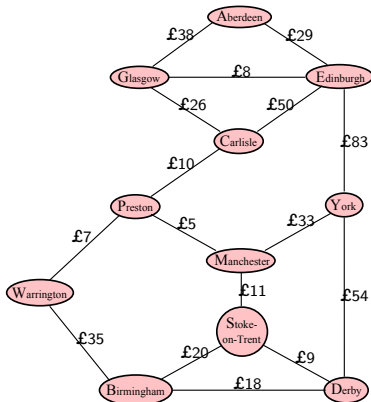 Aberdeen
£38
£29
Glasgow
£8
Edinburgh
£26
£50
Carlisle
£83
£10
Preston
York
£5
£33
£7
Manchester
Warrington
£11
£54
Stoke-
on-Trent
£35
£20
£9
£18
Birmingham
Derby